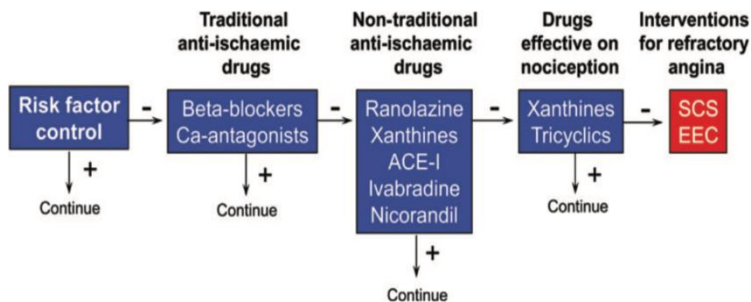 Traditional
anti-ischaemic
drugs
Non-traditional
anti-ischaemic
drugs
Drugs
effective on
nociception
Interventions
for refractory
angina
Risk factor
control
-
Beta-blockers
Ca-antagonists
-
Ranolazine
Xanthines
ACE-I
Ivabradine
Nicorandil
-
Xanthines
Tricyclics
-
SCS
EEC
+
Continue
+
Continue
+
Continue
+
Continue